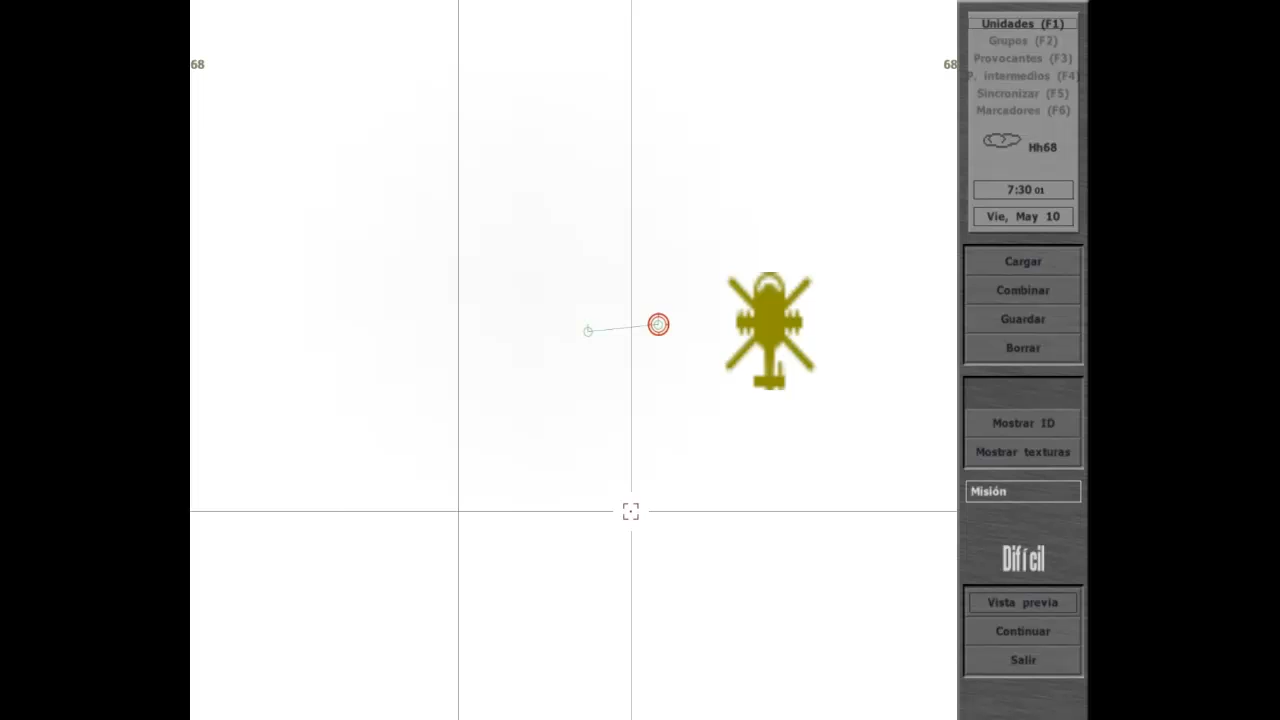 68
68
Unidades (F1)
Grupos (F2)
Provocantes (F3)
P. intermedios (F4)
Sincronizar (F5)
Marcadores (F6)
Hh68
7:30 01
Vie, May 10
Cargar
Combinar
Guardar
Borrar
Mostrar ID
Mostrar texturas
Misión
Difícil
Vista previa
Continuar
Salir